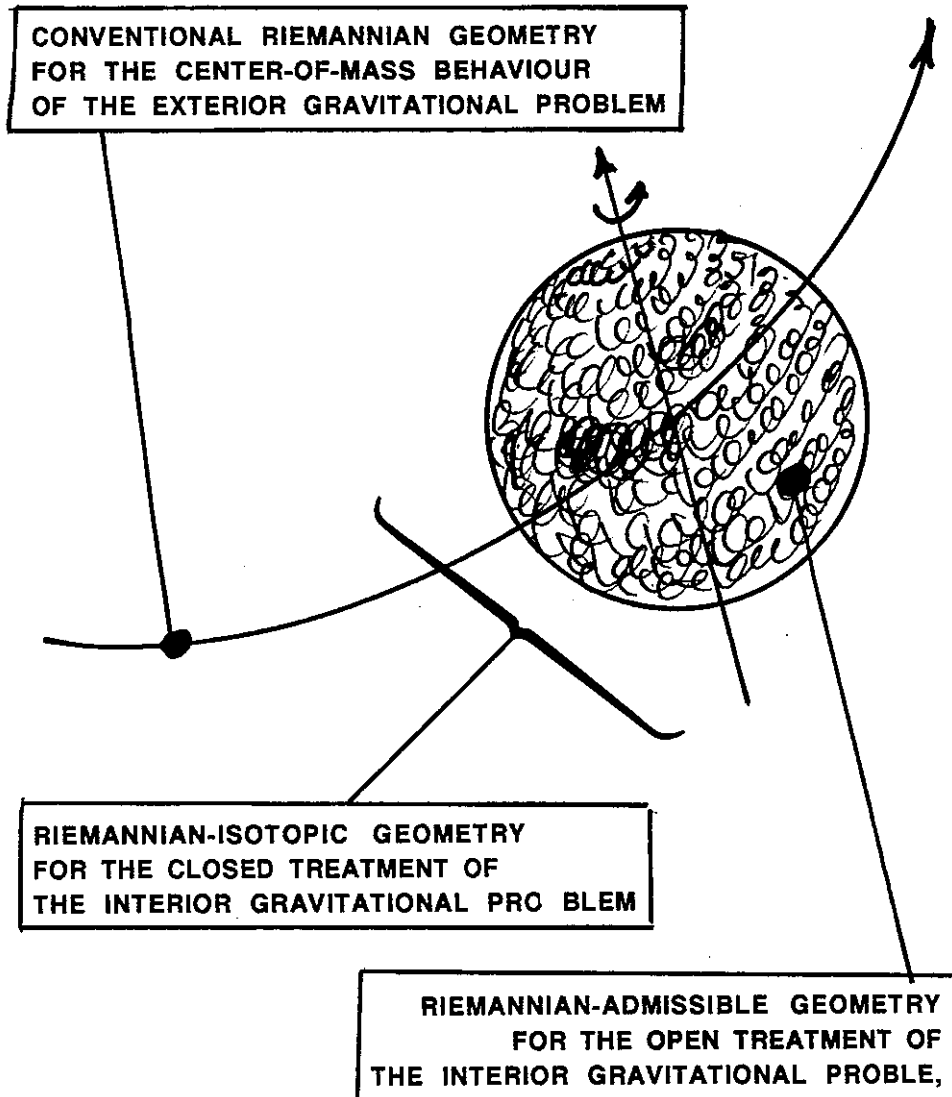 CONVENTIONAL RIEMANNIAN GEOMETRY
FOR THE CENTER-OF-MASS BEHAVIOUR
OF THE EXTERIOR GRAVITATIONAL PROBLEM
RIEMANNIAN-ISOTOPIC GEOMETRY
FOR THE CLOSED TREATMENT OF
THE INTERIOR GRAVITATIONAL PRO BLEM
RIEMANNIAN-ADMISSIBLE GEOMETRY
FOR THE OPEN TREATMENT OF
THE INTERIOR GRAVITATIONAL PROBLE,